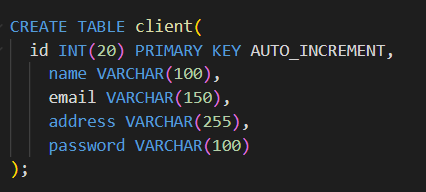 CREATE TABLE client(
id INT(20) PRIMARY KEY AUTO_INCREMENT,
name VARCHAR(100),
email VARCHAR(150),
address VARCHAR(255),
password VARCHAR(100)
);